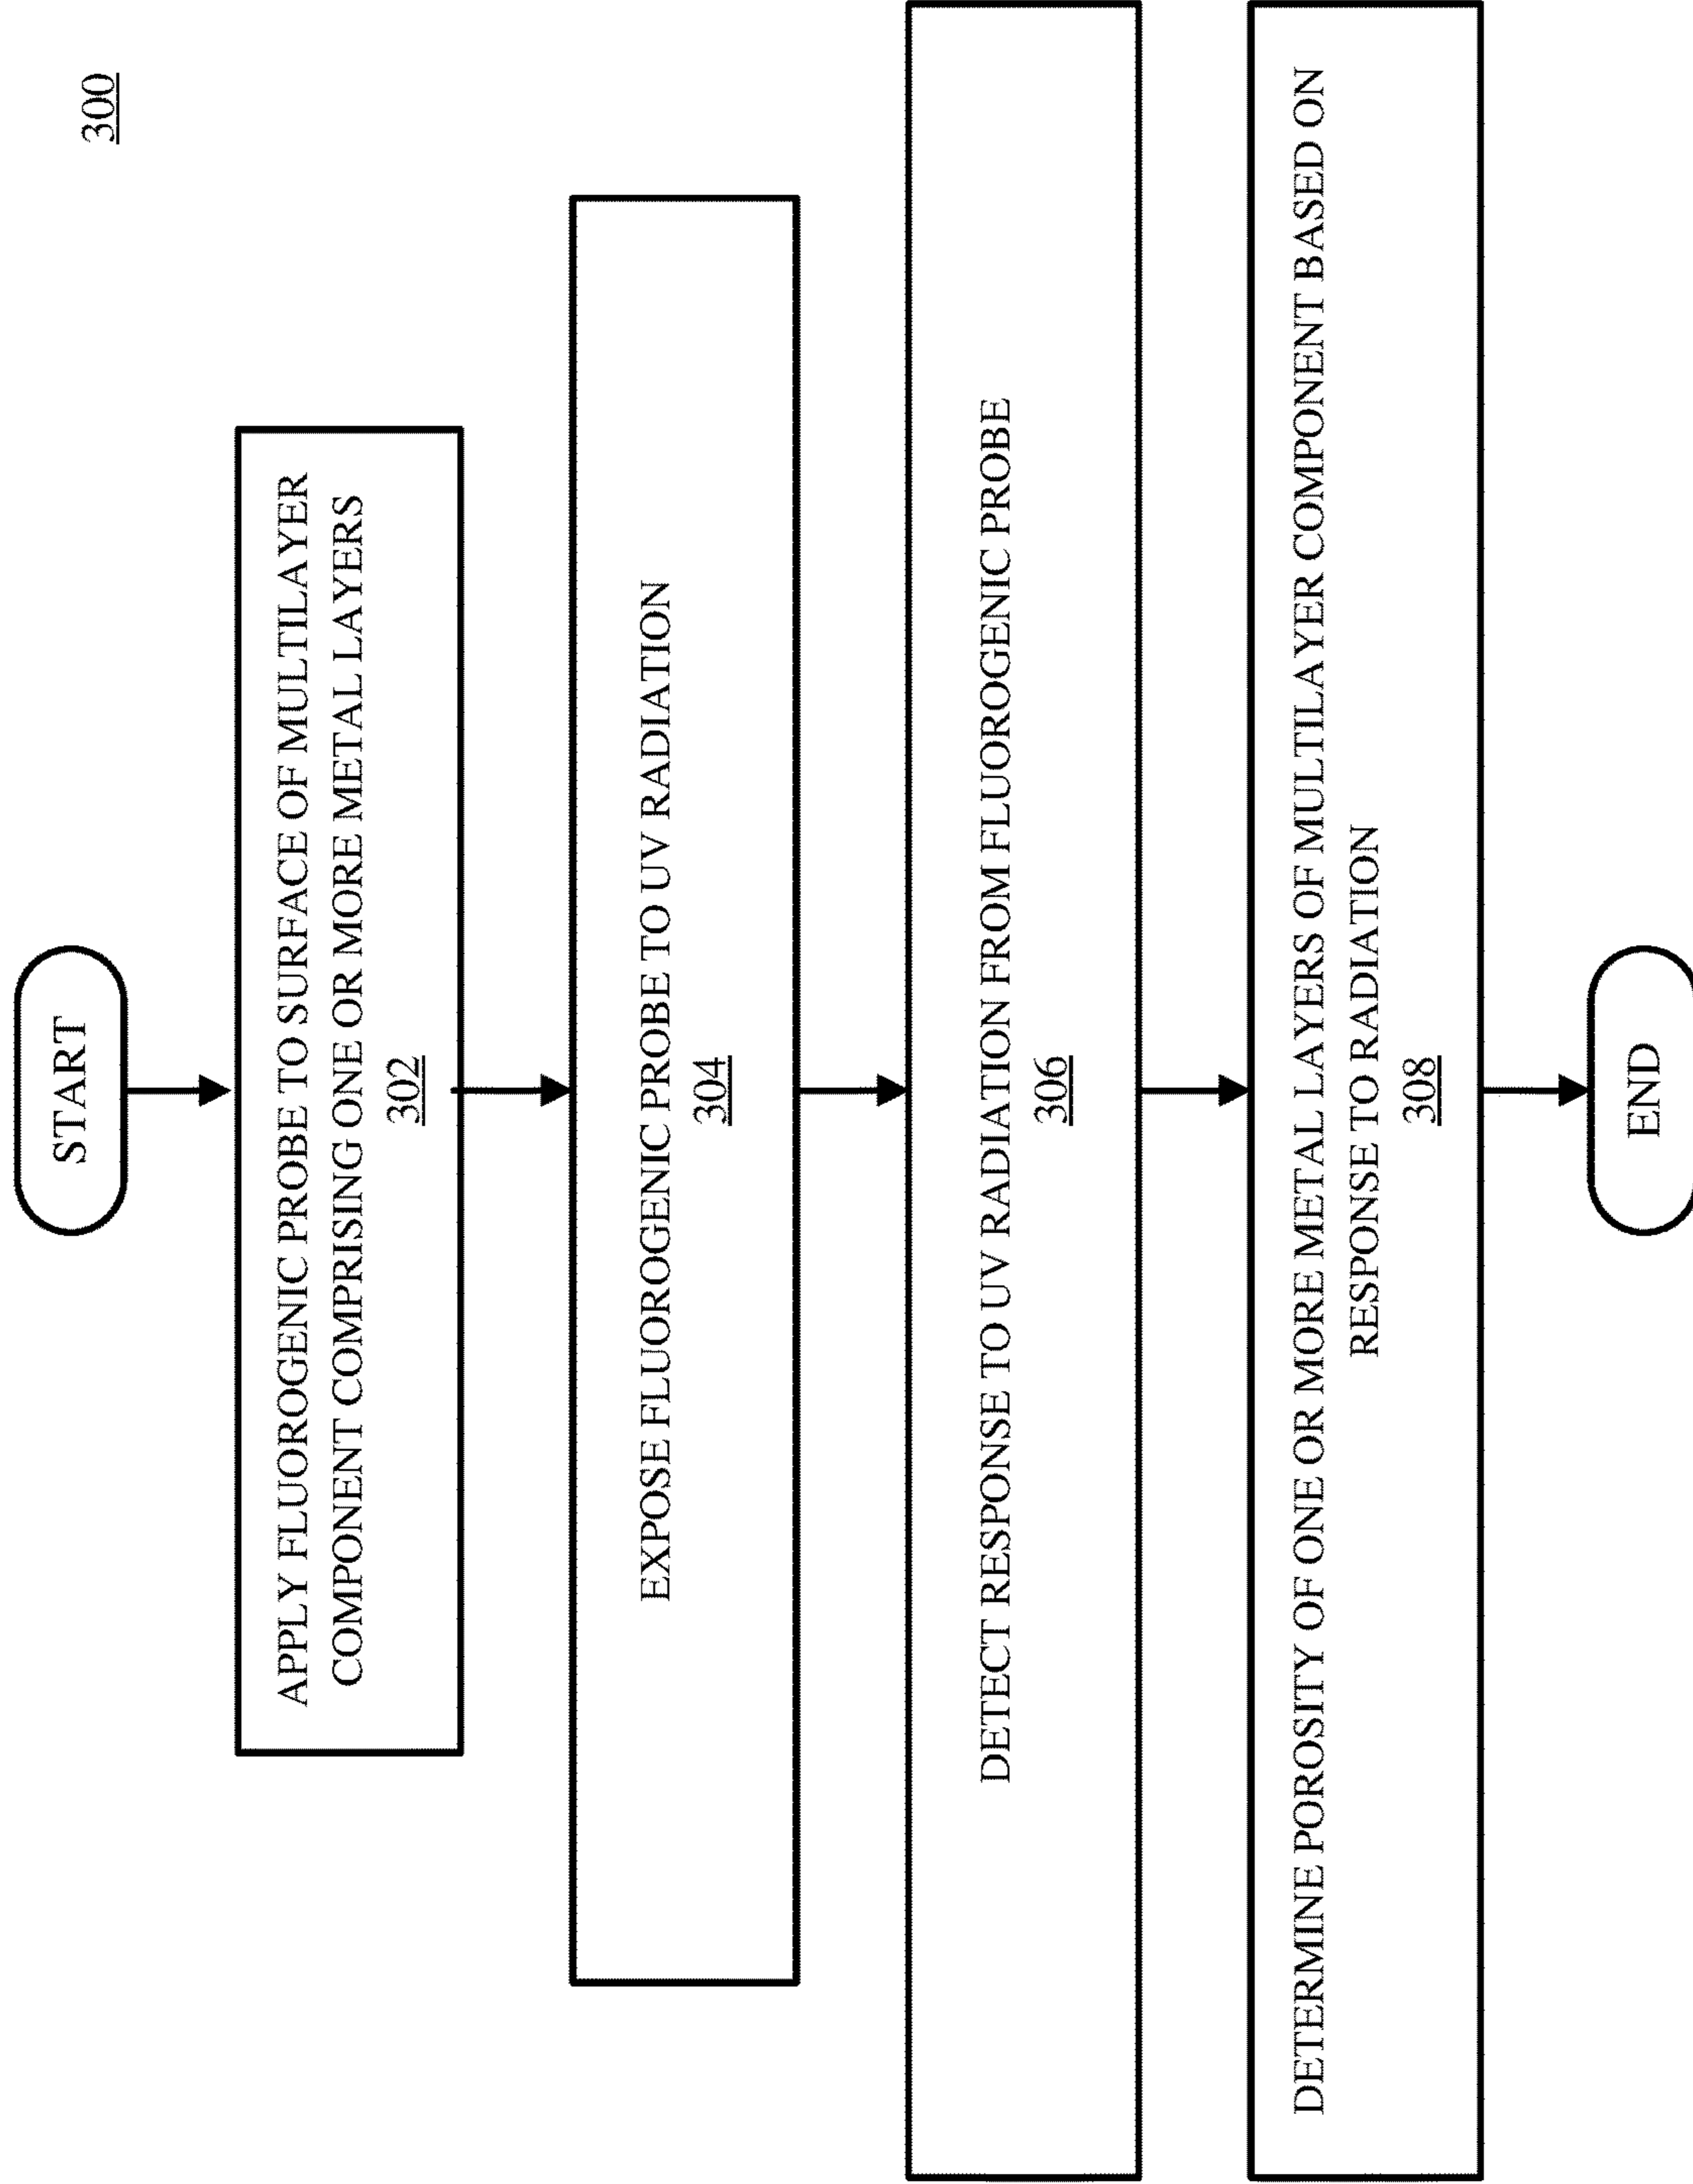 300
START
APPLY FLUOROGENIC PROBE TO SURFACE OF MULTILAYER
COMPONENT COMPRISING ONE OR MORE METAL LAYERS
302
EXPOSE FLUOROGENIC PROBE TO UV RADIATION
304
DETECT RESPONSE TO UV RADIATION FROM FLUOROGENIC PROBE
306
DETERMINE POROSITY OF ONE OR MORE METAL LAYERS OF MULTILAYER COMPONENT BASED ON
RESPONSE TO RADIATION
308
END